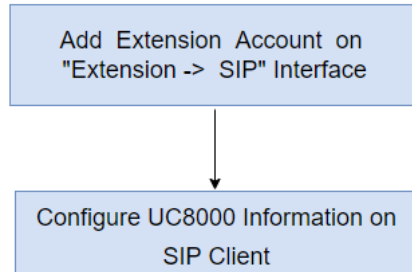 Add Extension Account on
"Extension -> SIP" Interface
Configure UC8000 Information on
SIP Client